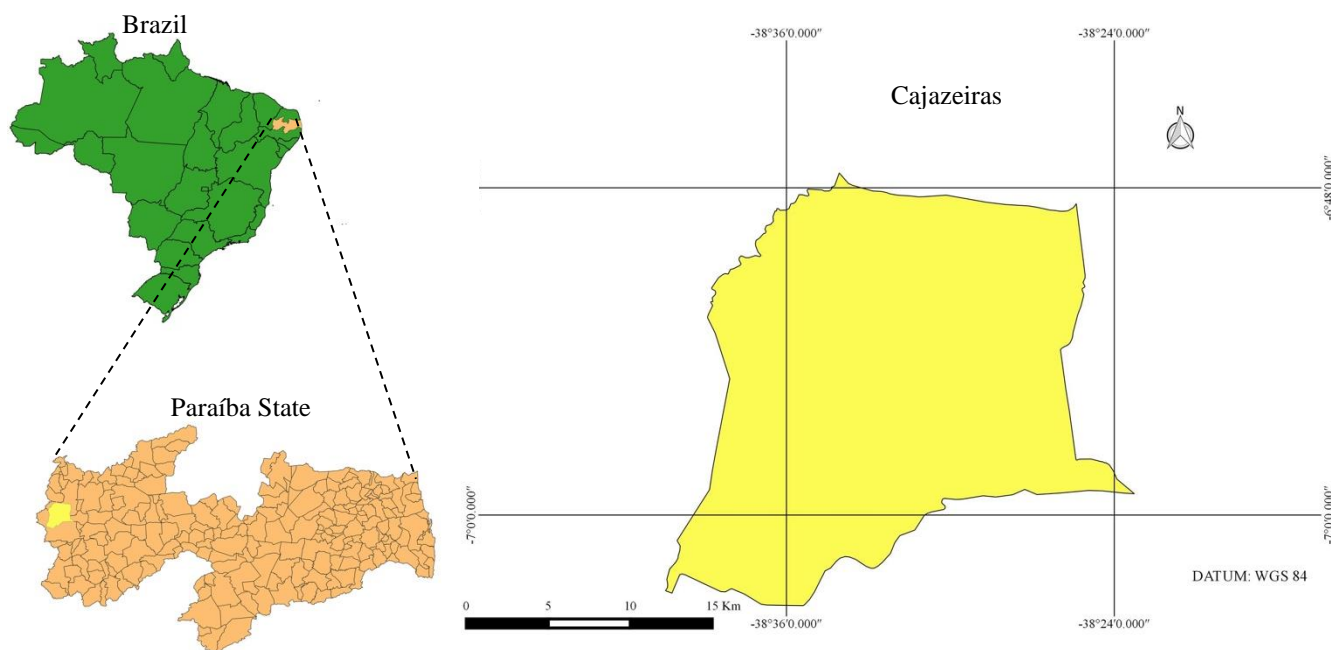 Brazil
-38°36'0.000"
-38°24'0.000"
Cajazeiras
N
-6°48'0.000"
Paraíba State
-7°0'0.000"
-7°0'0.000"
DATUM: WGS 84
0 5 10 15 Km
-38°36'0.000"
-38°24'0.000"